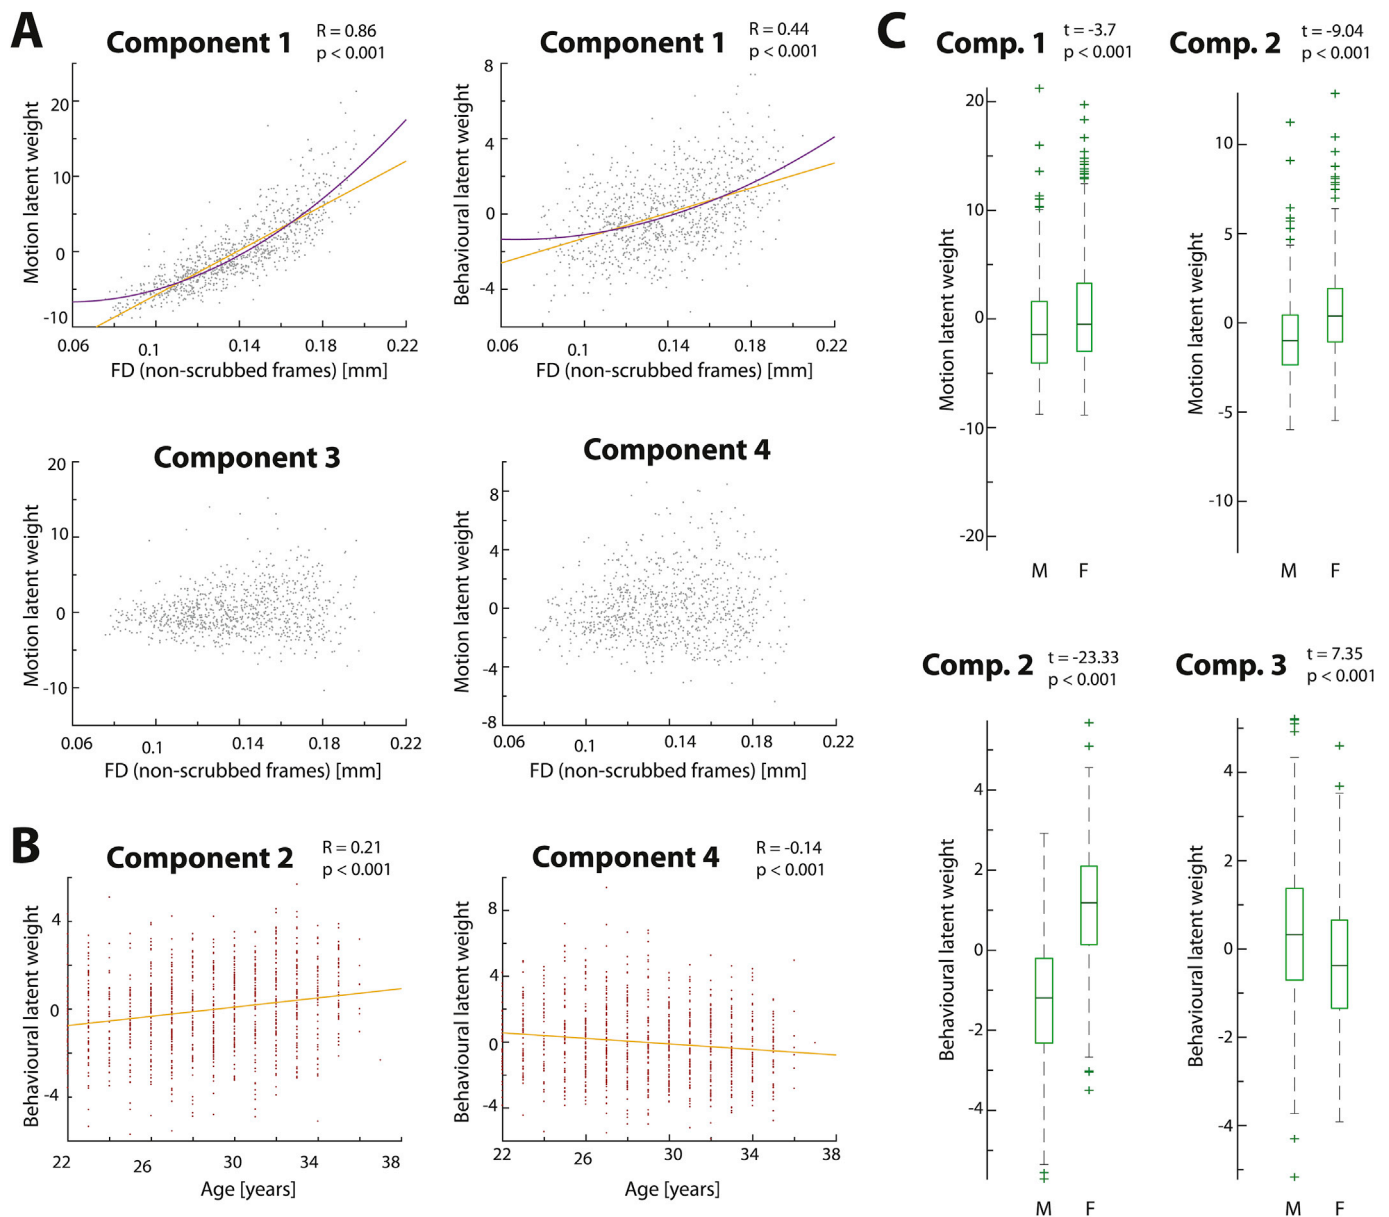 A
Component 1
R = 0.86
p < 0.001
Motion latent weight
20
10
0
-10
0.06
0.1
0.14
0.18
0.22
FD (non-scrubbed frames) [mm]
Component 1
R = 0.44
p < 0.001
Behavioural latent weight
8
4
0
-4
0.06
0.1
0.14
0.18
0.22
FD (non-scrubbed frames) [mm]
Component 3
Motion latent weight
20
10
0
-10
0.06
0.1
0.14
0.18
0.22
FD (non-scrubbed frames) [mm]
Component 4
Motion latent weight
8
4
0
-4
-8
0.06
0.1
0.14
0.18
0.22
FD (non-scrubbed frames) [mm]
B
Component 2
R = 0.21
p < 0.001
Behavioural latent weight
4
0
-4
22
26
30
34
38
Age [years]
Component 4
R = -0.14
p < 0.001
Behavioural latent weight
8
4
0
-4
22
26
30
34
38
Age [years]
C
Comp. 1
t = -3.7
p < 0.001
Motion latent weight
20
10
0
-10
-20
M
F
Comp. 2
t = -9.04
p < 0.001
Motion latent weight
10
5
0
-5
-10
M
F
Comp. 2
t = -23.33
p < 0.001
Behavioural latent weight
4
2
0
-2
-4
M
F
Comp. 3
t = 7.35
p < 0.001
Behavioural latent weight
4
2
0
-2
-4
M
F